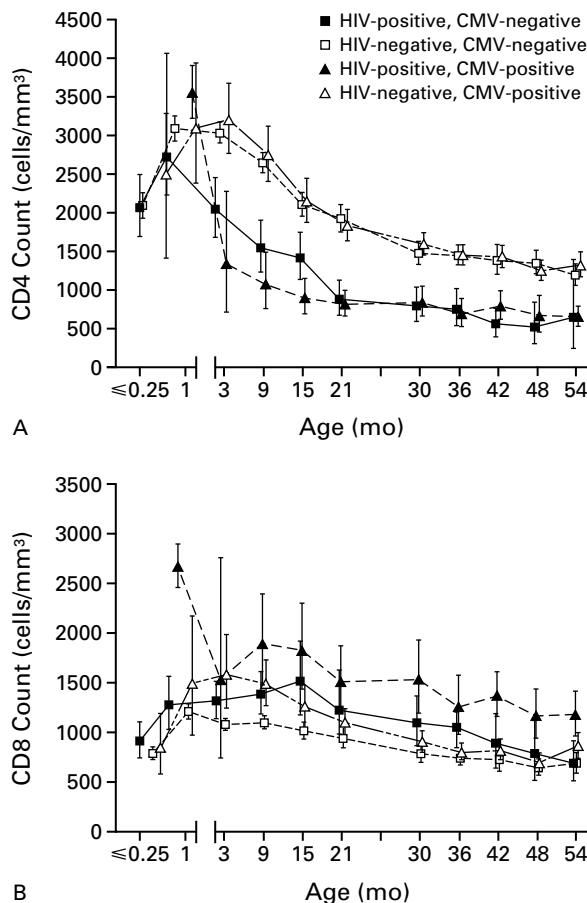 HIV-positive, CMV-negative
HIV-negative, CMV-negative
HIV-positive, CMV-positive
HIV-negative, CMV-positive
CD4 Count (cells/mm³)
4500
4000
3500
3000
2500
2000
1500
1000
500
0
≤0.25 1 3 9 15 21 30 36 42 48 54
A Age (mo)
CD8 Count (cells/mm³)
3500
3000
2500
2000
1500
1000
500
0
≤0.25 1 3 9 15 21 30 36 42 48 54
B Age (mo)